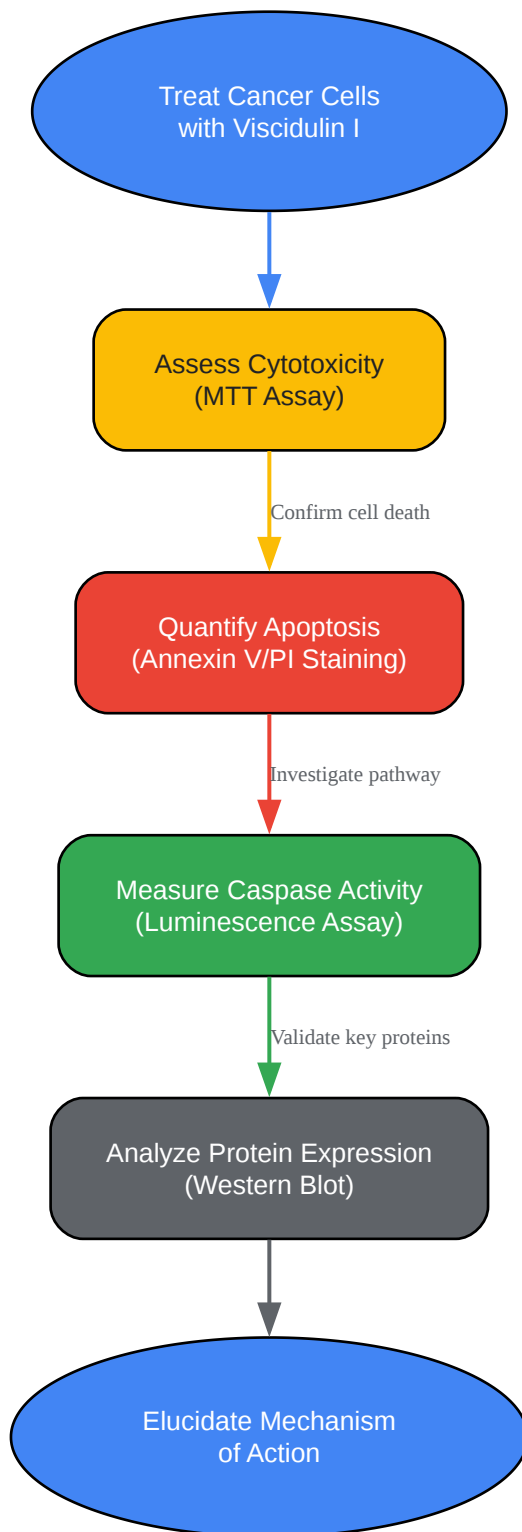 Treat Cancer Cells
with Viscidulin I
Assess Cytotoxicity
(MTT Assay)
Confirm cell death
Quantify Apoptosis
(Annexin V/PI Staining)
Investigate pathway
Measure Caspase Activity
(Luminescence Assay)
Validate key proteins
Analyze Protein Expression
(Western Blot)
Elucidate Mechanism
of Action